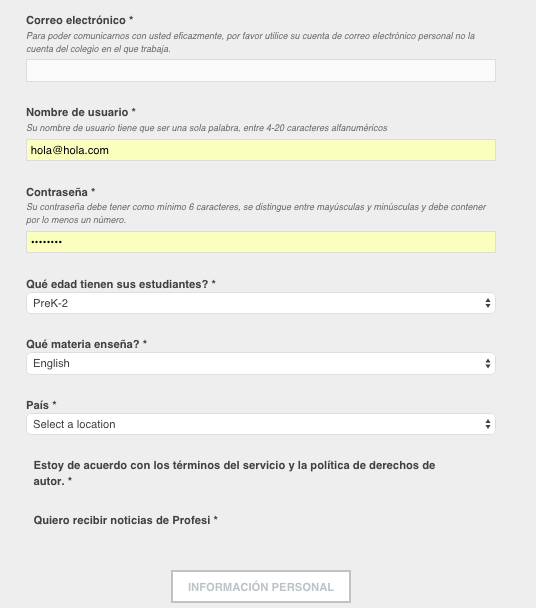 Correo electrónico *
Para poder comunicarnos con usted eficazmente, por favor utilice su cuenta de correo electrónico personal no la
cuenta del colegio en el que trabaja.
Nombre de usuario *
Su nombre de usuario tiene que ser una sola palabra, entre 4-20 caracteres alfanuméricos
hola@hola.com
Contraseña *
Su contraseña debe tener como mínimo 6 caracteres, se distingue entre mayúsculas y minúsculas y debe contener
por lo menos un número.
••••••••
Qué edad tienen sus estudiantes? *
PreK-2
Qué materia enseña? *
English
País *
Select a location
Estoy de acuerdo con los términos del servicio y la política de derechos de
autor. *
Quiero recibir noticias de Profesi *
INFORMACIÓN PERSONAL